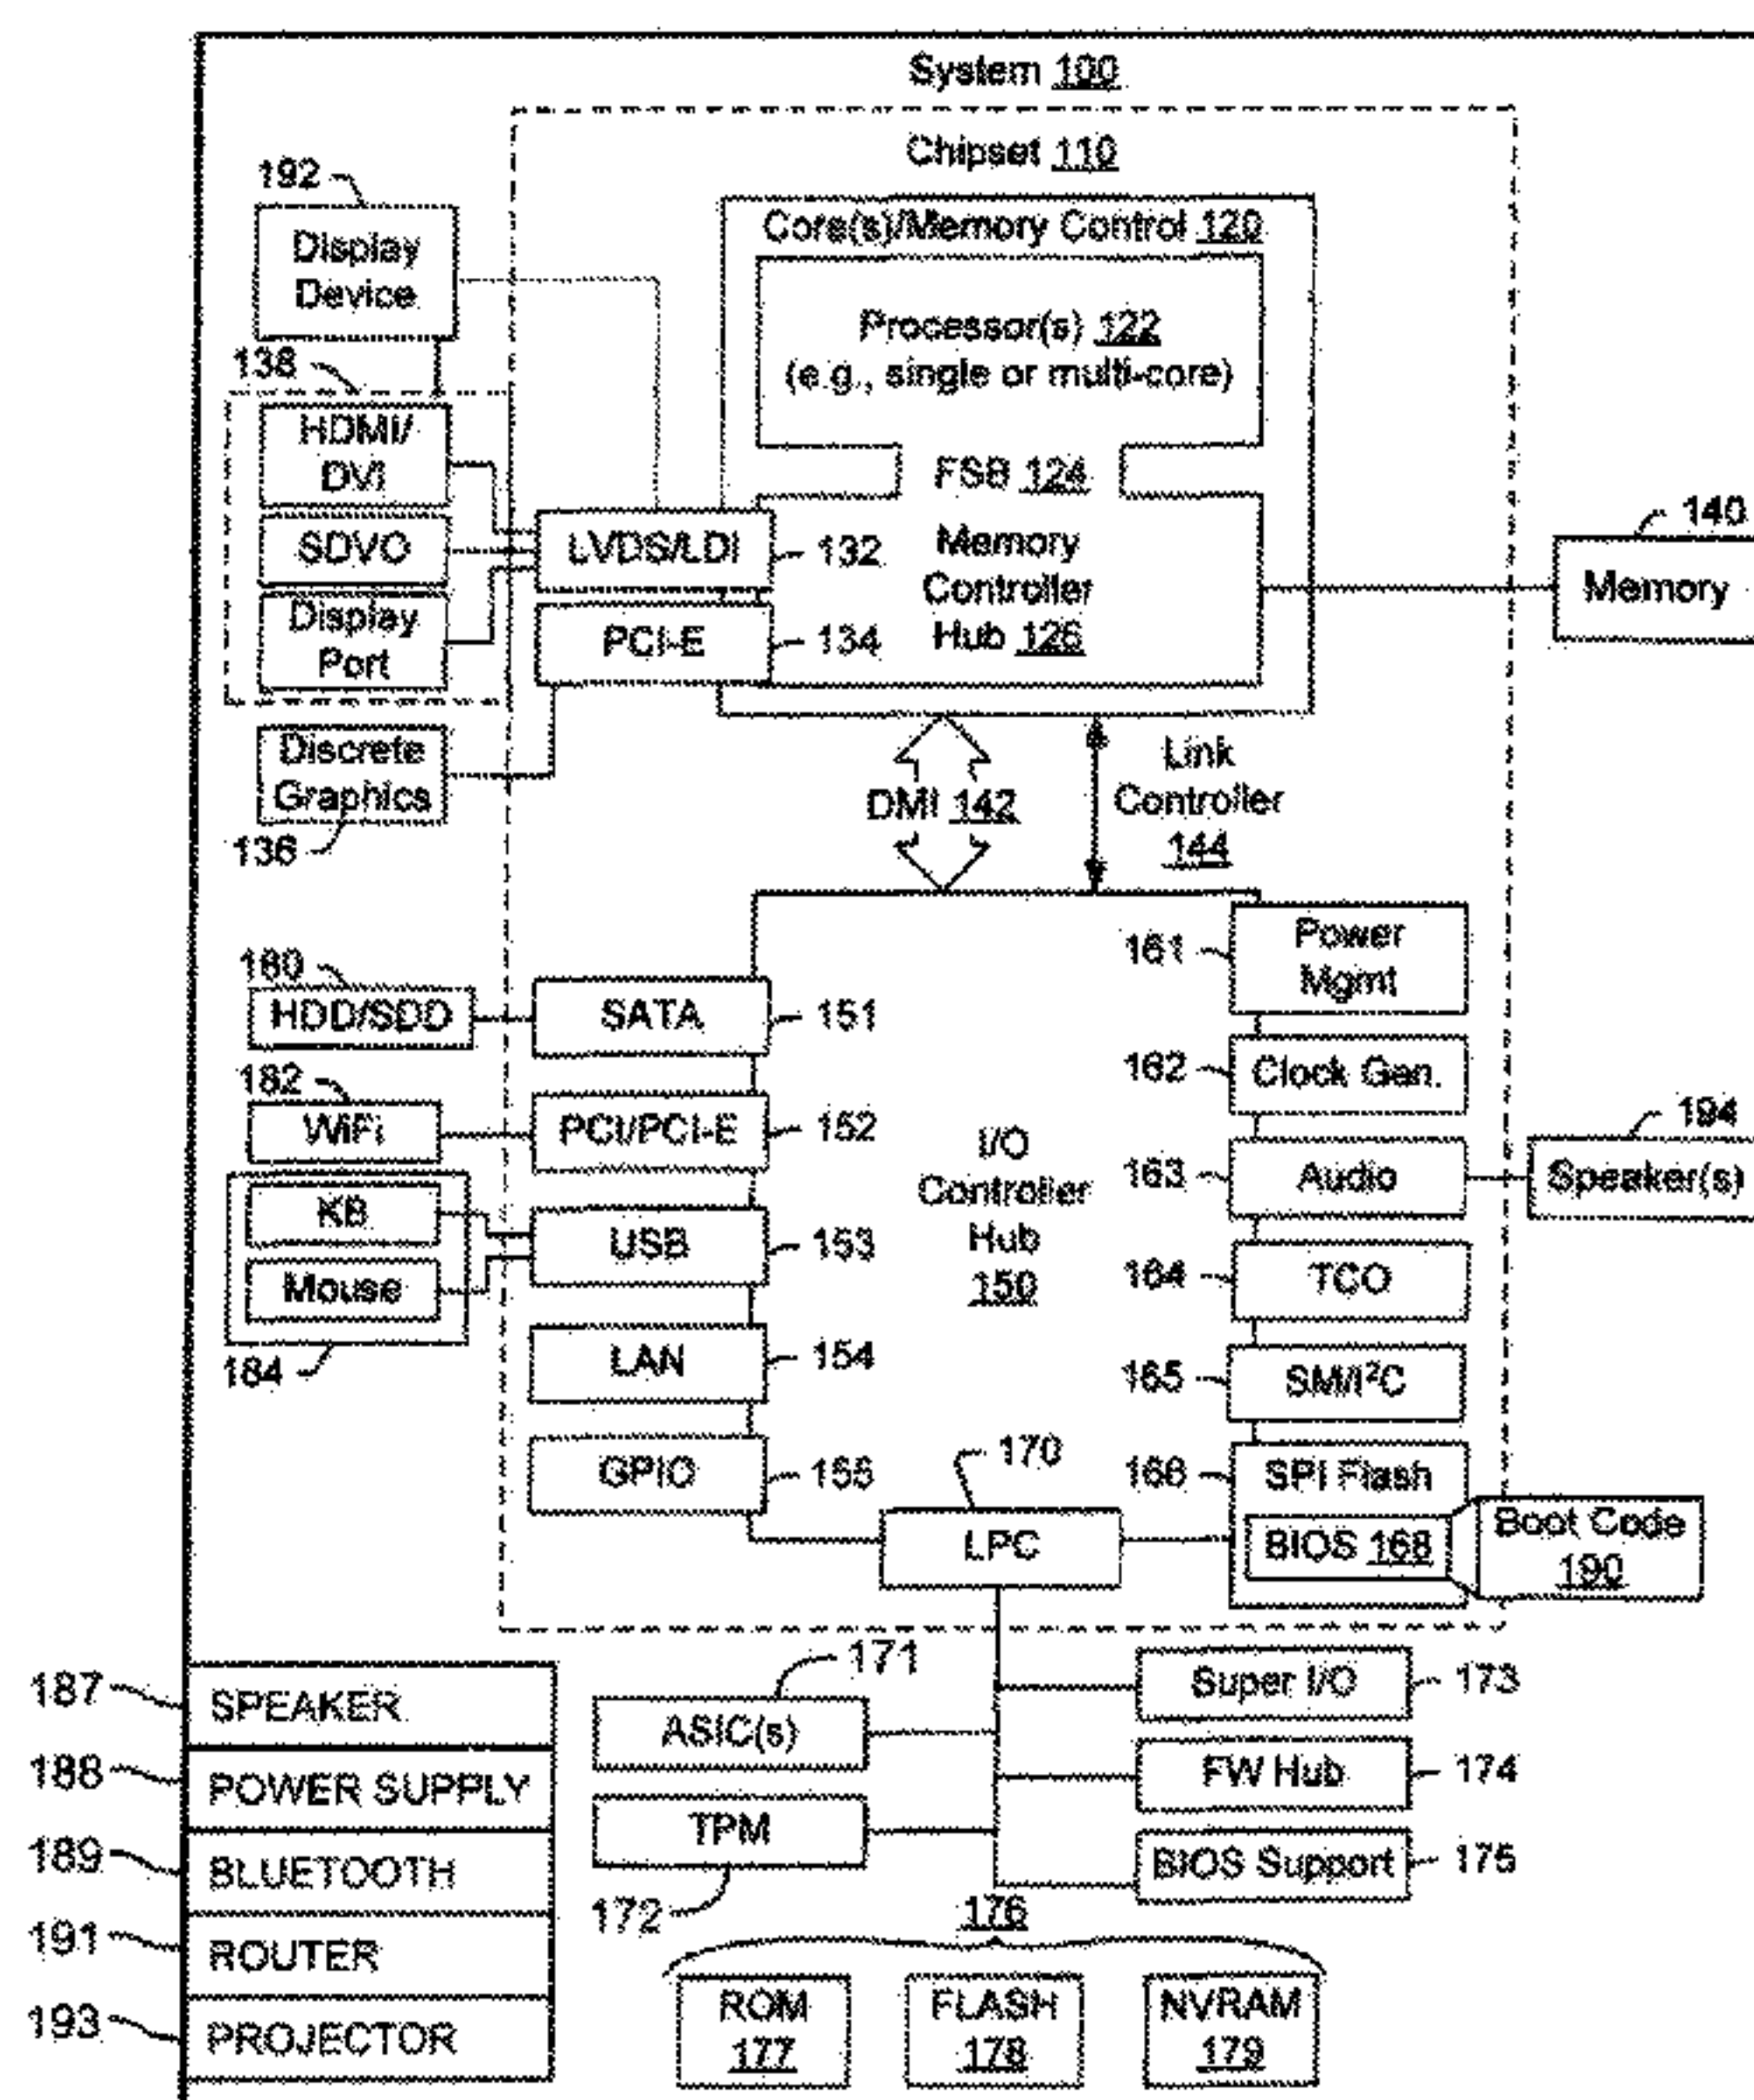 System 100
Chipset 110
192
Display
Device
Core(s)/Memory Control 120
Processor(s) 122
(e.g., single or multi-core)
138
HDMI/
DVI
SDVO
Display
Port
FSB 124
LVDS/LDI
132
Memory
Controller
Hub 126
PCI-E
134
140
Memory
Discrete
Graphics
136
DMI 142
Link
Controller
144
180
HDD/SDD
SATA
151
161
Power
Mgmt
182
WiFi
PCI/PCI-E
152
162
Clock Gen.
I/O
Controller
Hub
150
163
Audio
194
Speaker(s)
KB
Mouse
184
USB
153
164
TCO
LAN
154
165
SM/I²C
GPIO
155
170
LPC
166
SPI Flash
BIOS 168
Boot Code
190
187
SPEAKER
188
POWER SUPPLY
189
BLUETOOTH
191
ROUTER
193
PROJECTOR
171
ASIC(s)
TPM
172
Super I/O
173
FW Hub
174
BIOS Support
175
176
ROM
177
FLASH
178
NVRAM
179